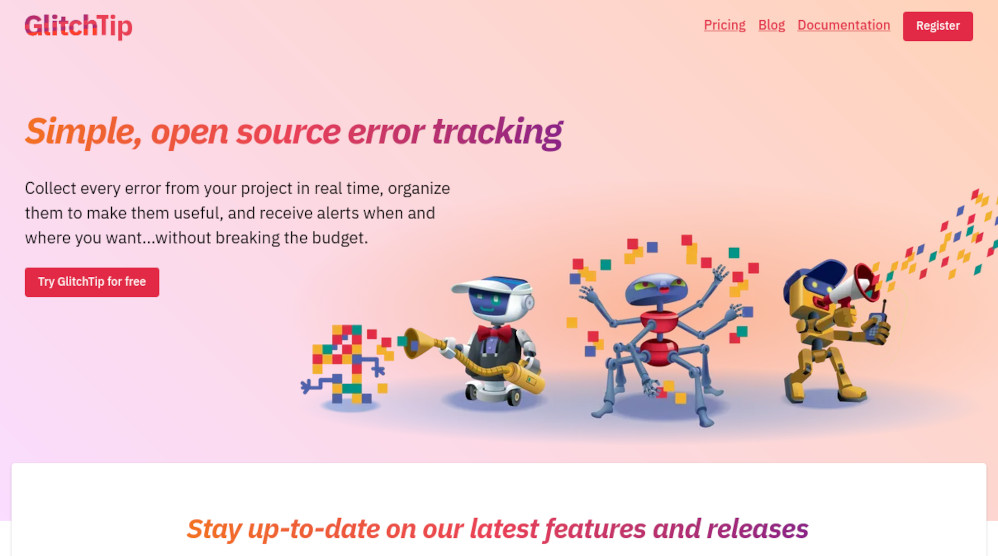 GlitchTip
Pricing Blog Documentation Register
Simple, open source error tracking
Collect every error from your project in real time, organize
them to make them useful, and receive alerts when and
where you want...without breaking the budget.
Try GlitchTip for free
Stay up-to-date on our latest features and releases